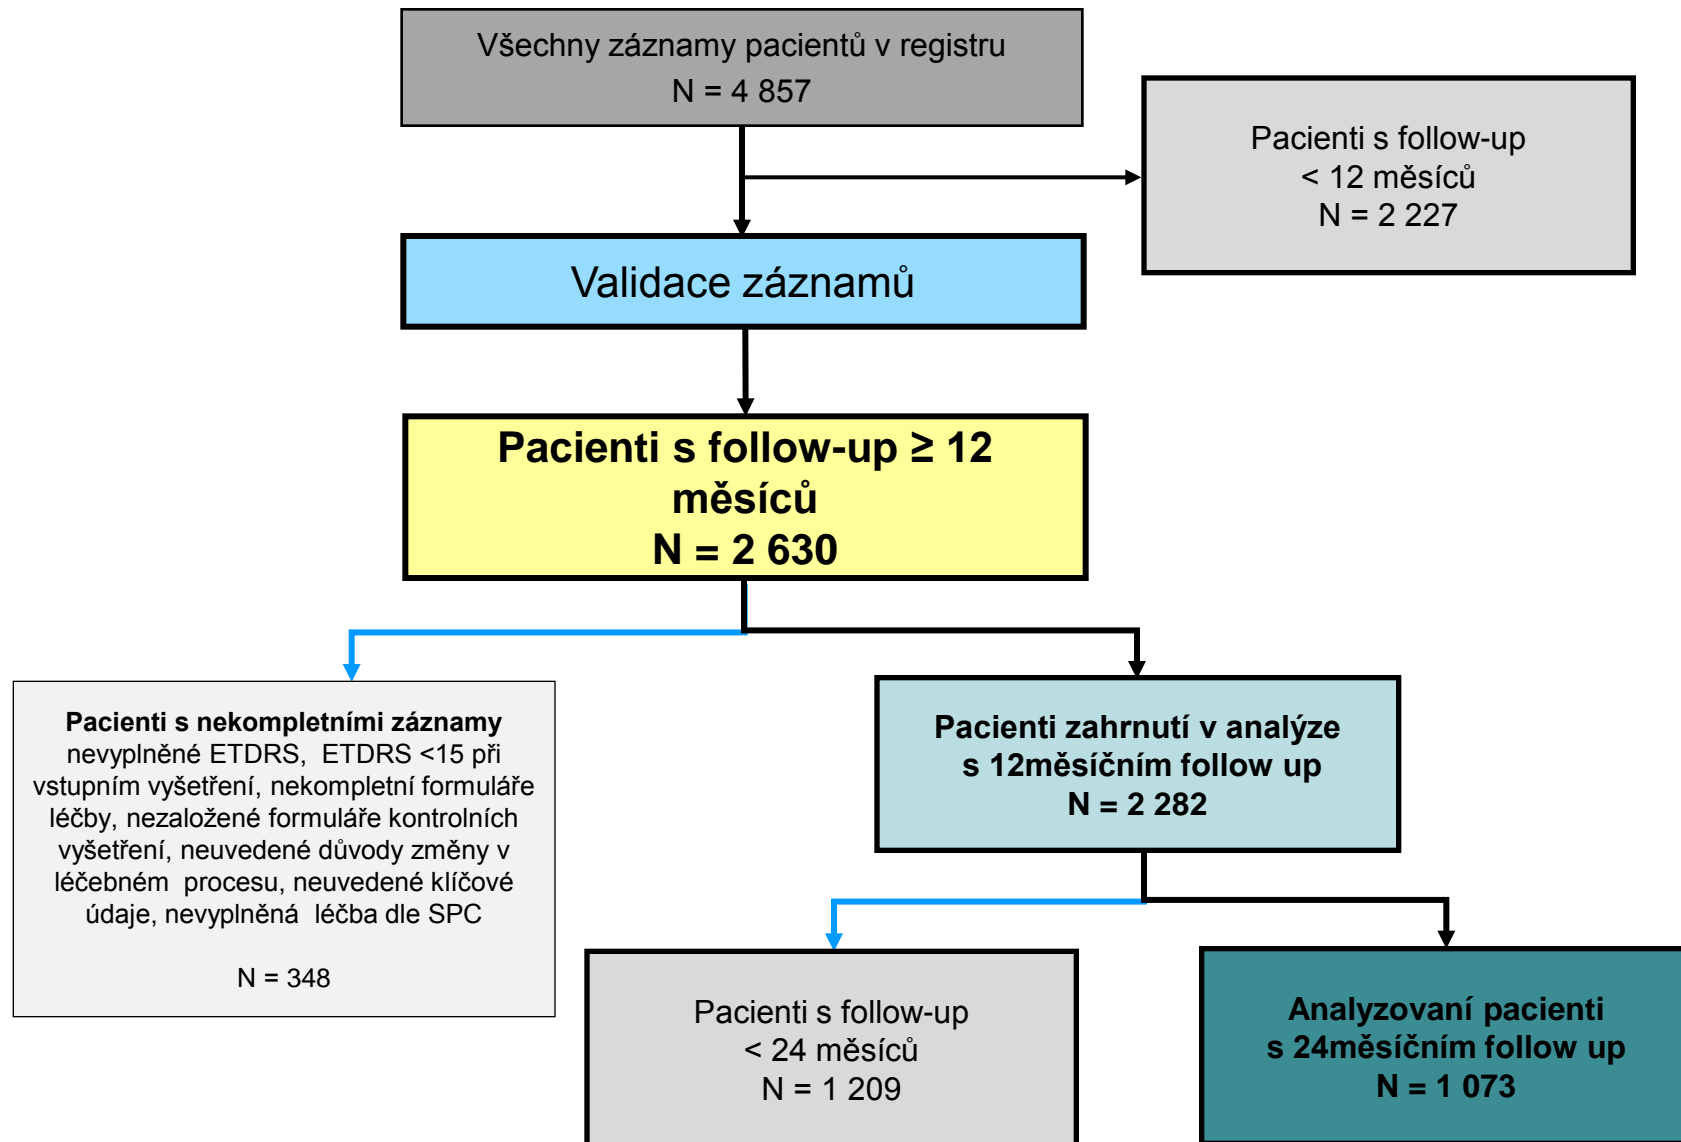 Všechny záznamy pacientů v registru
N = 4 857
Pacienti s follow-up
< 12 měsíců
N = 2 227
Validace záznamů
Pacienti s follow-up ≥ 12
měsíců
N = 2 630
Pacienti s nekompletními záznamy
nevyplněné ETDRS, ETDRS <15 při
vstupním vyšetření, nekompletní formuláře
léčby, nezaložené formuláře kontrolních
vyšetření, neuvedené důvody změny v
léčebném procesu, neuvedené klíčové
údaje, nevyplněná léčba dle SPC
N = 348
Pacienti zahrnutí v analýze
s 12měsíčním follow up
N = 2 282
Pacienti s follow-up
< 24 měsíců
N = 1 209
Analyzovaní pacienti
s 24měsíčním follow up
N = 1 073